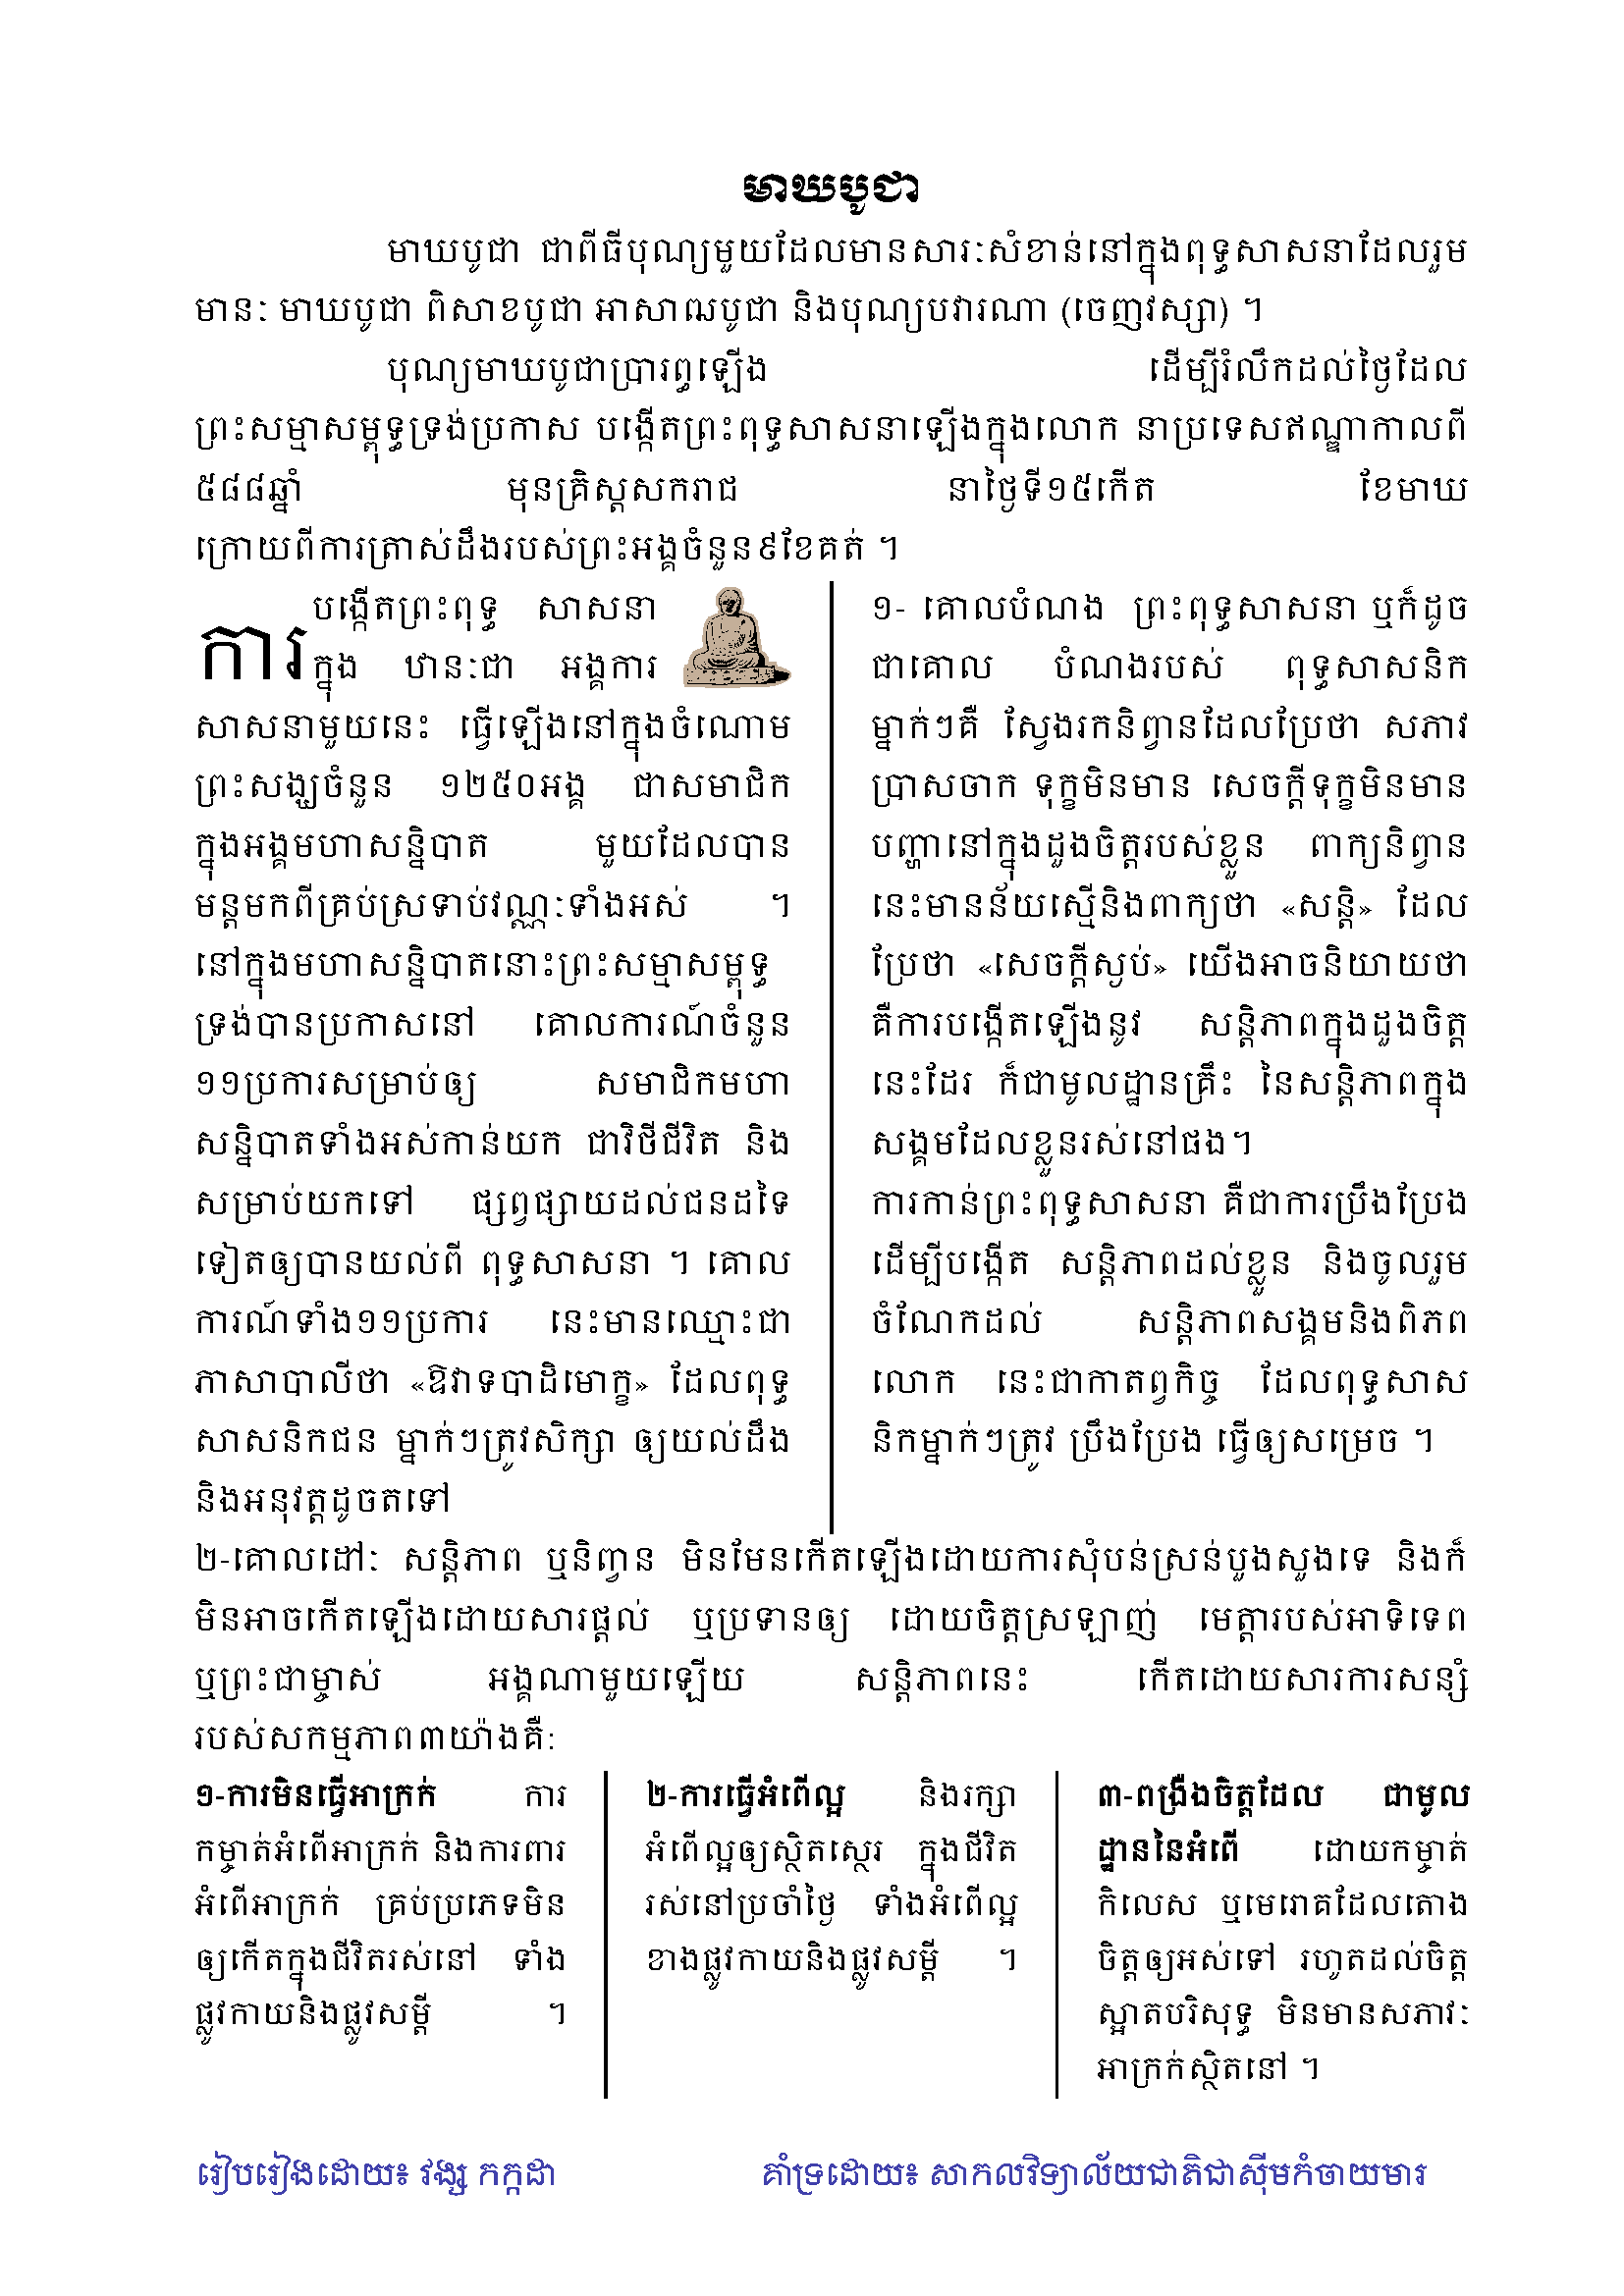 មាឃបូជា
មាឃបូជា ជាពីធីបុណ្យមួយដែលមានសារៈសំខាន់នៅក្នុងពុទ្ធសាសនាដែលរួម
មានៈ មាឃបូជា ពិសាខបូជា អាសាឍបូជា និងបុណ្យបវារណា (ចេញវស្សា) ។
បុណ្យមាឃបូជាប្រារព្ធឡើង ដើម្បីរំលឹកដល់ថ្ងៃដែល
ព្រះសម្មាសម្ពុទ្ធទ្រង់ប្រកាស បង្កើតព្រះពុទ្ធសាសនាឡើងក្នុងលោក នាប្រទេសឥណ្ឌាកាលពី
៥៨៨ឆ្នាំ មុនគ្រិស្តសករាជ នាថ្ងៃទី១៥កើត ខែមាឃ
ក្រោយពីការត្រាស់ដឹងរបស់ព្រះអង្គចំនួន៩ខែគត់ ។
ការ បង្កើតព្រះពុទ្ធ សាសនា
ក្នុង ឋានៈជា អង្គការ
សាសនាមួយនេះ ធ្វើឡើងនៅក្នុងចំណោម
ព្រះសង្ឃចំនួន ១២៥០អង្គ ជាសមាជិក
ក្នុងអង្គមហាសន្និបាត មួយដែលបាន
មន្តមកពីគ្រប់ស្រទាប់វណ្ណៈទាំងអស់ ។
នៅក្នុងមហាសន្និបាតនោះព្រះសម្មាសម្ពុទ្ធ
ទ្រង់បានប្រកាសនៅ គោលការណ៍ចំនួន
១១ប្រការសម្រាប់ឲ្យ សមាជិកមហា
សន្និបាតទាំងអស់កាន់យក ជាវិថីជីវិត និង
សម្រាប់យកទៅ ផ្សព្វផ្សាយដល់ជនដទៃ
ទៀតឲ្យបានយល់ពី ពុទ្ធសាសនា ។ គោល
ការណ៍ទាំង១១ប្រការ នេះមានឈ្មោះជា
ភាសាបាលីថា «ឱវាទបាដិមោក្ខ» ដែលពុទ្ធ
សាសនិកជន ម្នាក់ៗត្រូវសិក្សា ឲ្យយល់ដឹង
និងអនុវត្តដូចតទៅ
១- គោលបំណង ព្រះពុទ្ធសាសនា ឬក៏ដូច
ជាគោល បំណងរបស់ ពុទ្ធសាសនិក
ម្នាក់ៗគឺ ស្វែងរកនិព្វានដែលប្រែថា សភាវ
ប្រាសចាក ទុក្ខមិនមាន សេចក្តីទុក្ខមិនមាន
បញ្ហានៅក្នុងដួងចិត្តរបស់ខ្លួន ពាក្យនិព្វាន
នេះមានន័យស្មើនិងពាក្យថា «សន្តិ» ដែល
ប្រែថា «សេចក្តីស្ងប់» យើងអាចនិយាយថា
គឺការបង្កើតឡើងនូវ សន្តិភាពក្នុងដួងចិត្ត
នេះដែរ ក៏ជាមូលដ្ឋានគ្រឹះ នៃសន្តិភាពក្នុង
សង្គមដែលខ្លួនរស់នៅផង។
ការកាន់ព្រះពុទ្ធសាសនា គឺជាការប្រឹងប្រែង
ដើម្បីបង្កើត សន្តិភាពដល់ខ្លួន និងចូលរួម
ចំណែកដល់ សន្តិភាពសង្គមនិងពិភព
លោក នេះជាកាតព្វកិច្ច ដែលពុទ្ធសាស
និកម្នាក់ៗត្រូវ ប្រឹងប្រែង ធ្វើឲ្យសម្រេច ។
២-គោលដៅៈ សន្តិភាព ឬនិញ្វាន មិនមែនកើតឡើងដោយការសុំបន់ស្រន់បួងសួងទេ និងក៏
មិនអាចកើតឡើងដោយសារផ្តល់ ឬប្រទានឲ្យ ដោយចិត្តស្រឡាញ់ មេត្តារបស់អាទិទេព
ឬព្រះជាម្ចាស់ អង្គណាមួយឡើយ សន្តិភាពនេះ កើតដោយសារការសន្សំ
របស់សកម្មភាព៣យ៉ាងគឺ:
១-ការមិនធ្វើអាក្រក់ ការ
កម្ចាត់អំពើអាក្រក់ និងការពារ
អំពើអាក្រក់ គ្រប់ប្រភេទមិន
ឲ្យកើតក្នុងជីវិតរស់នៅ ទាំង
ផ្លូវកាយនិងផ្លូវសម្តី ។
២-ការធ្វើអំពើល្អ និងរក្សា
អំពើល្អឲ្យស្ថិតស្ថេរ ក្នុងជីវិត
រស់នៅប្រចាំថ្ងៃ ទាំងអំពើល្អ
ខាងផ្លូវកាយនិងផ្លូវសម្តី ។
៣-ពង្រឹងចិត្តដែល ជាមូល
ដ្ឋាននៃអំពើ ដោយកម្ចាត់
កិលេស ឬមេរោគដែលតោង
ចិត្តឲ្យអស់ទៅ រហូតដល់ចិត្ត
ស្អាតបរិសុទ្ធ មិនមានសភាវៈ
អាក្រក់ស្ថិតនៅ ។
រៀបរៀងដោយ៖ វង្ស កក្កដា គាំទ្រដោយ៖ សាកលវិទ្យាល័យជាតិជាស៊ីមកំចាយមារ